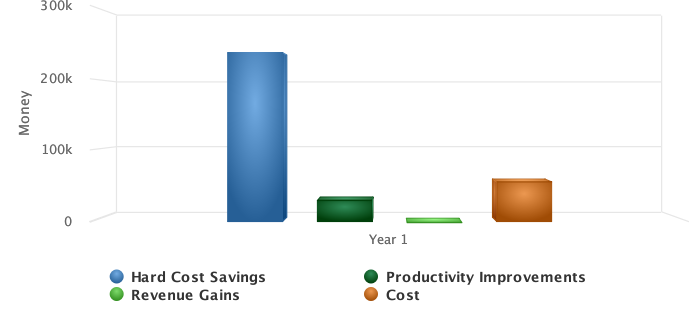 300k
200k
100k
0
Money
Year 1
Hard Cost Savings
Productivity Improvements
Revenue Gains
Cost